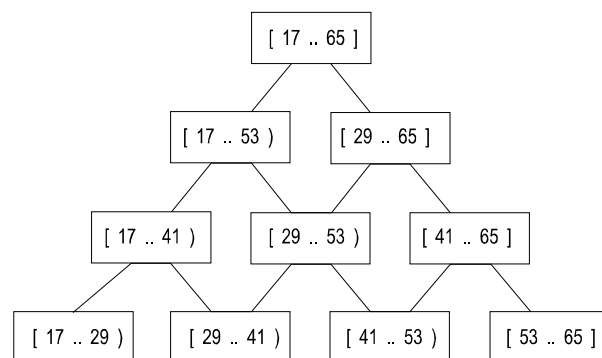 [ 17 .. 65 ]
[ 17 .. 53 )
[ 29 .. 65 ]
[ 17 .. 41 )
[ 29 .. 53 )
[ 41 .. 65 ]
[ 17 .. 29 )
[ 29 .. 41 )
[ 41 .. 53 )
[ 53 .. 65 ]